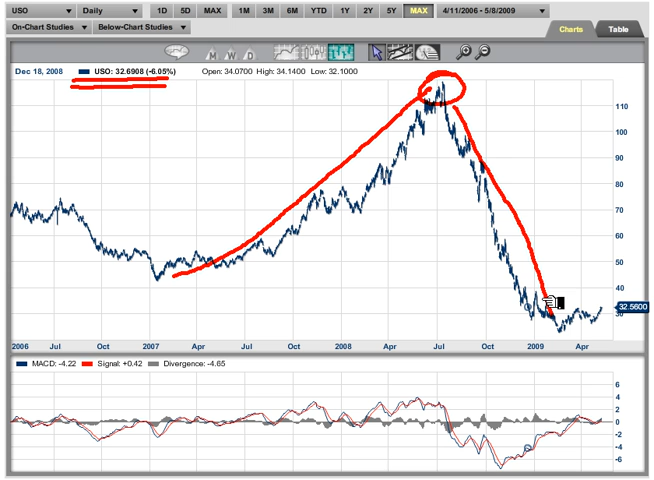 USO Daily 1D 5D MAX 1M 3M 6M YTD 1Y 2Y 5Y MAX 4/11/2006 - 5/8/2009
On-Chart Studies Below-Chart Studies Charts Table
M W D
Dec 18, 2008 USO: 32.6908 (-6.05%) Open: 34.0700 High: 34.1400 Low: 32.1000
110
100
90
80
70
60
50
40
32.5600
30
2006 Jul Oct 2007 Apr Jul Oct 2008 Apr Jul Oct 2009 Apr
MACD: -4.22 Signal: +0.42 Divergence: -4.65
6
4
2
0
-2
-4
-6